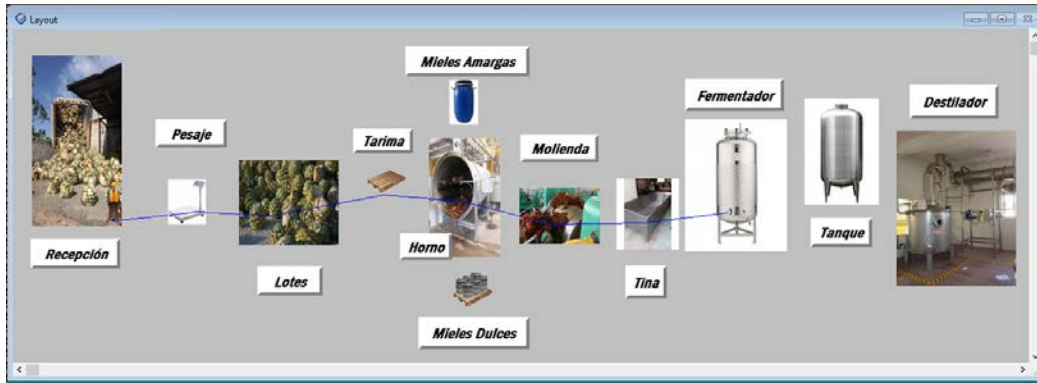 Layout
Mieles Amargas
Fermentador
Destilador
Pesaje
Tarima
Molienda
Recepción
Horno
Tanque
Lotes
Tina
Mieles Dulces